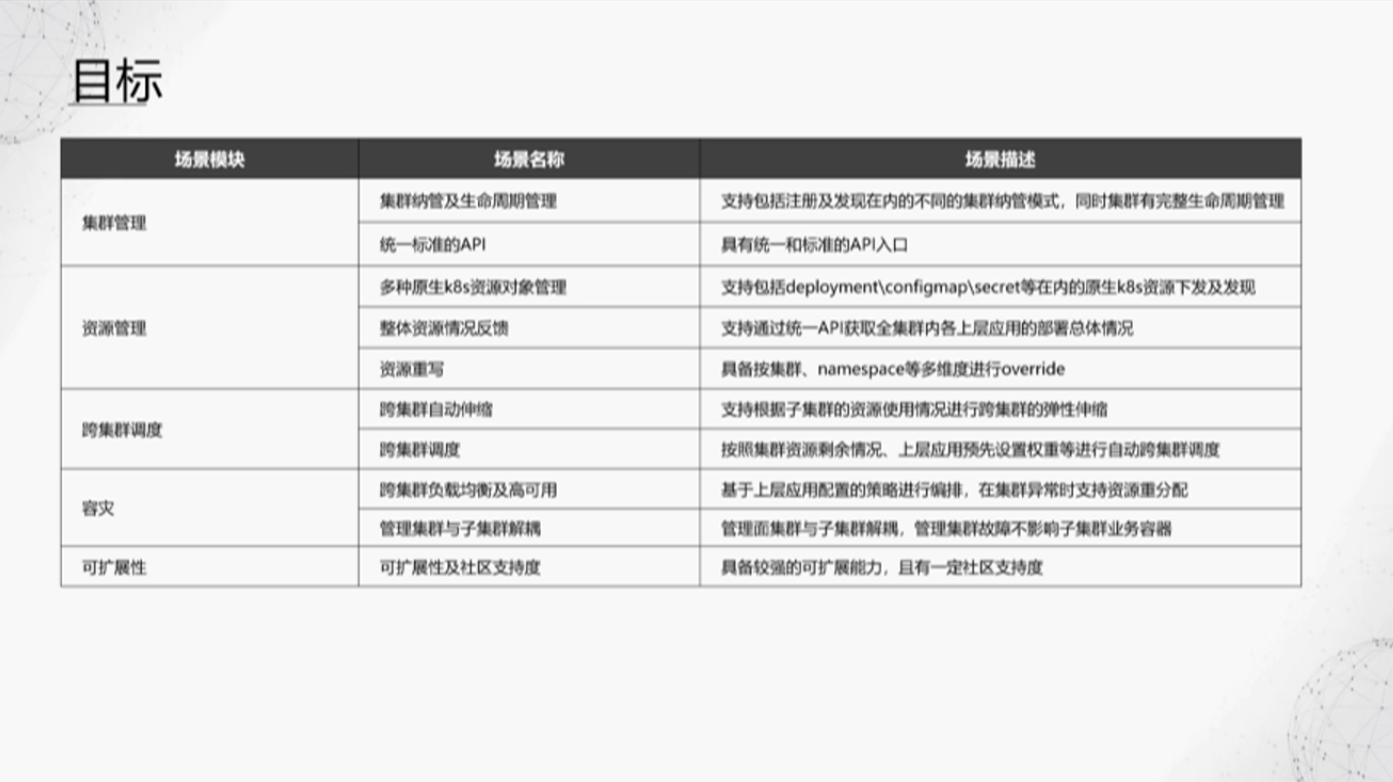 目标
场景模块 场景名称 场景描述
集群管理 集群纳管及生命周期管理 支持包括注册及发现在内的不同的集群纳管模式，同时集群有完整生命周期管理
统一标准的API 具有统一和标准的API入口
资源管理 多种原生k8s资源对象管理 支持包括deployment\configmap\secret等在内的原生k8s资源下发及发现
整体资源情况反馈 支持通过统一API获取全集群内各上层应用的部署总体情况
资源重写 具备按集群、namespace等多维度进行override
跨集群调度 跨集群自动伸缩 支持根据子集群的资源使用情况进行跨集群的弹性伸缩
跨集群调度 按照集群资源剩余情况、上层应用预先设置权重等进行自动跨集群调度
容灾 跨集群负载均衡及高可用 基于上层应用配置的策略进行编排，在集群异常时支持资源重分配
管理集群与子集群解耦 管理面集群与子集群解耦，管理集群故障不影响子集群业务容器
可扩展性 可扩展性及社区支持度 具备较强的可扩展能力，且有一定社区支持度